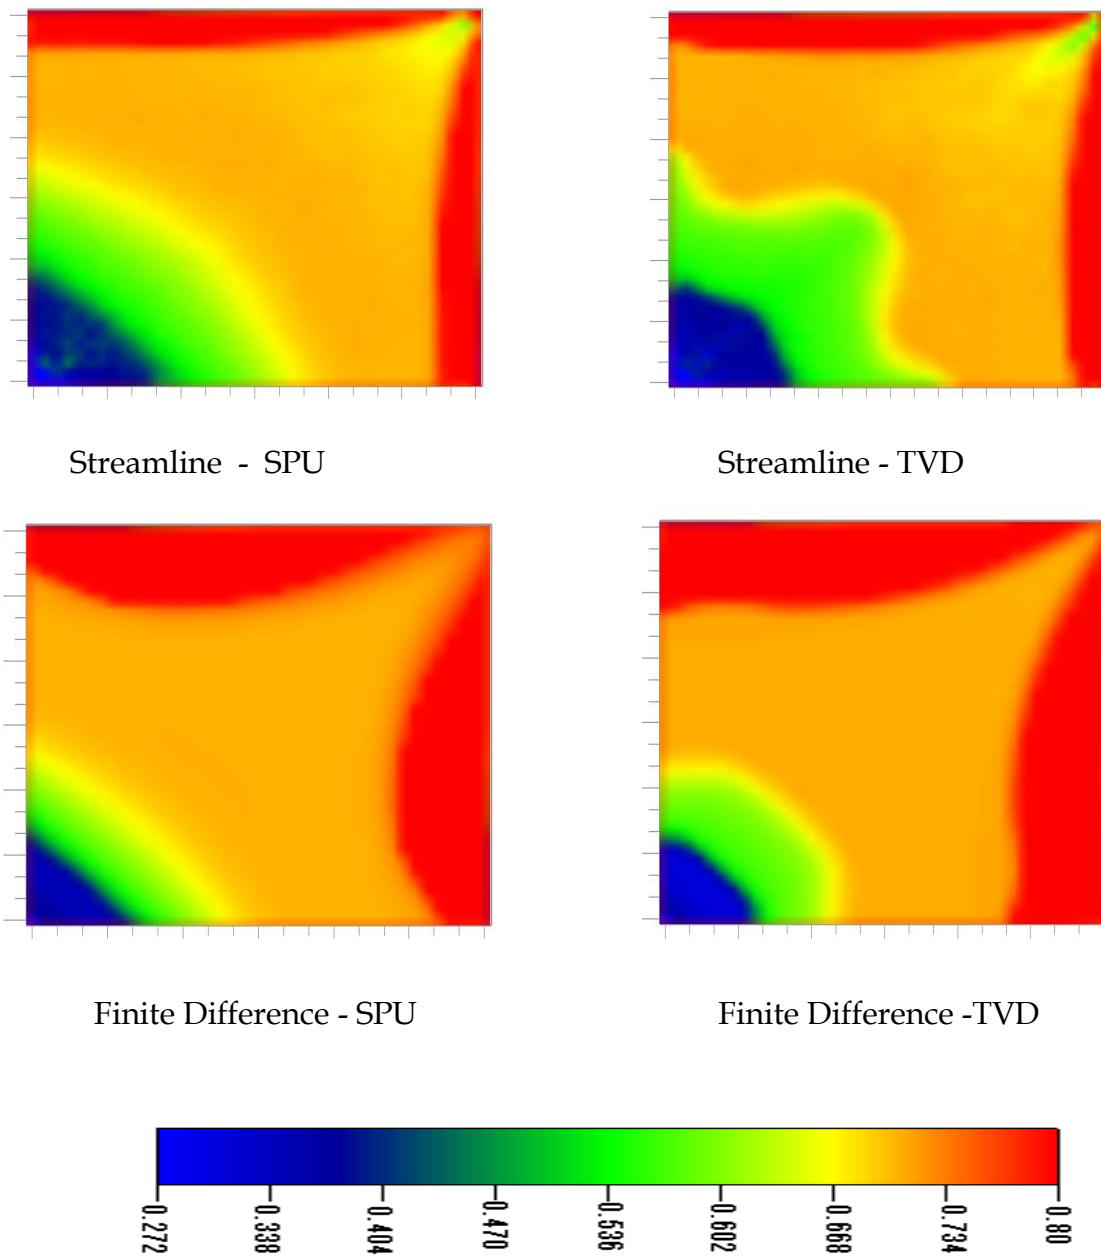 Streamline - SPU
Streamline - TVD
Finite Difference - SPU
Finite Difference -TVD
0.272
0.338
0.404
0.470
0.536
0.602
0.668
0.734
0.80